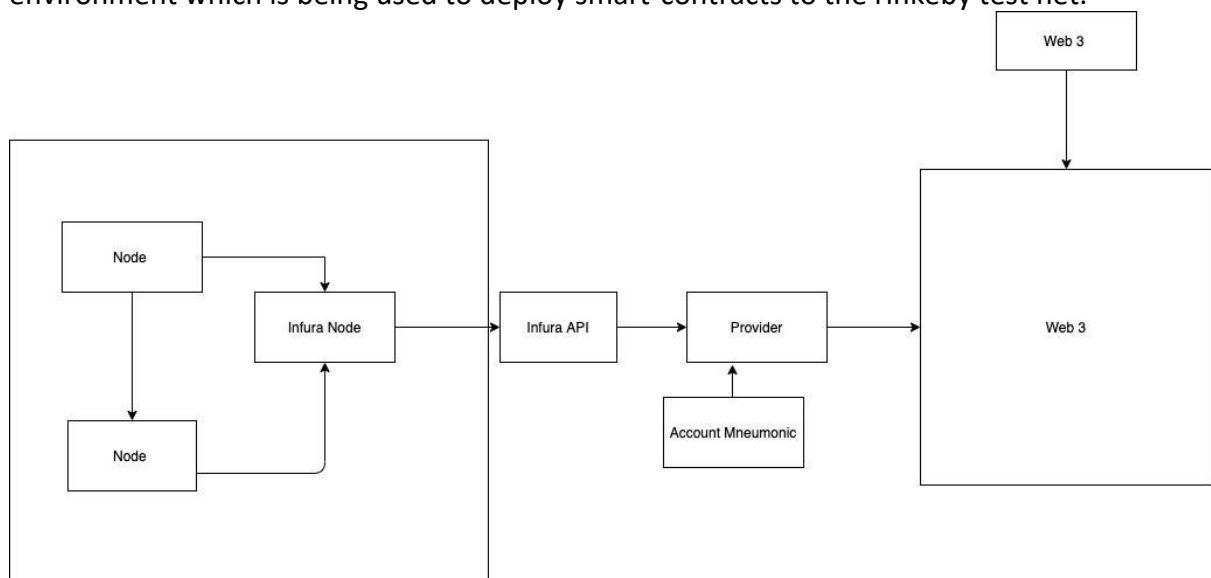 environment which is being used to deploy smart-contracts to the rinkeby test net.
Web 3
Node
Infura Node
Infura API
Provider
Web 3
Account Mneumonic
Node